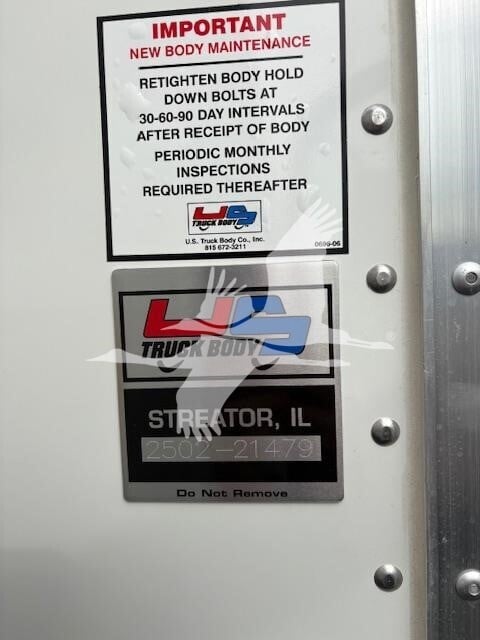 IMPORTANT
NEW BODY MAINTENANCE
RETIGHTEN BODY HOLD
DOWN BOLTS AT
30-60-90 DAY INTERVALS
AFTER RECEIPT OF BODY
PERIODIC MONTHLY
INSPECTIONS
REQUIRED THEREAFTER
US
TRUCK BODY
U.S. Truck Body Co., Inc.
815 672-3211
0696-06
US
TRUCK BODY
STREATOR, IL
2502-21479
Do Not Remove